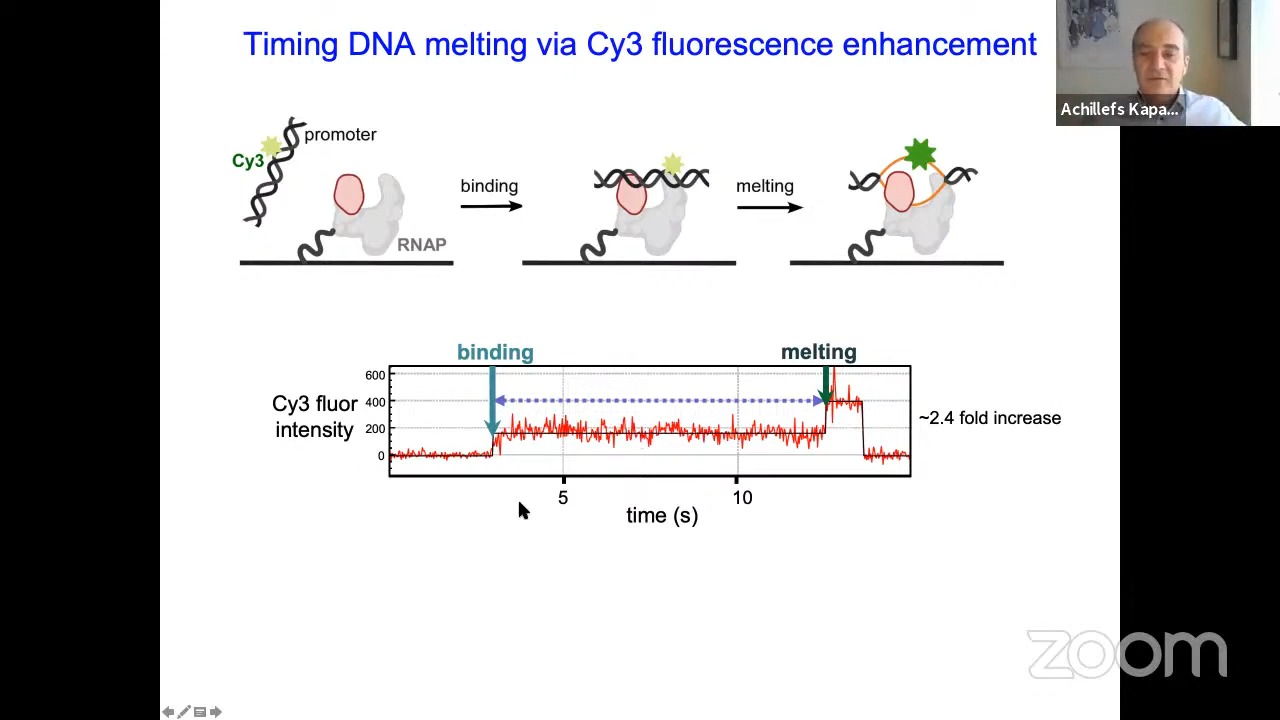 Timing DNA melting via Cy3 fluorescence enhancement
Achillefs Kapa...
promoter
Cy3
RNAP
binding
melting
binding
melting
Cy3 fluor
intensity
600
400
200
0
~2.4 fold increase
5
10
time (s)
zoom